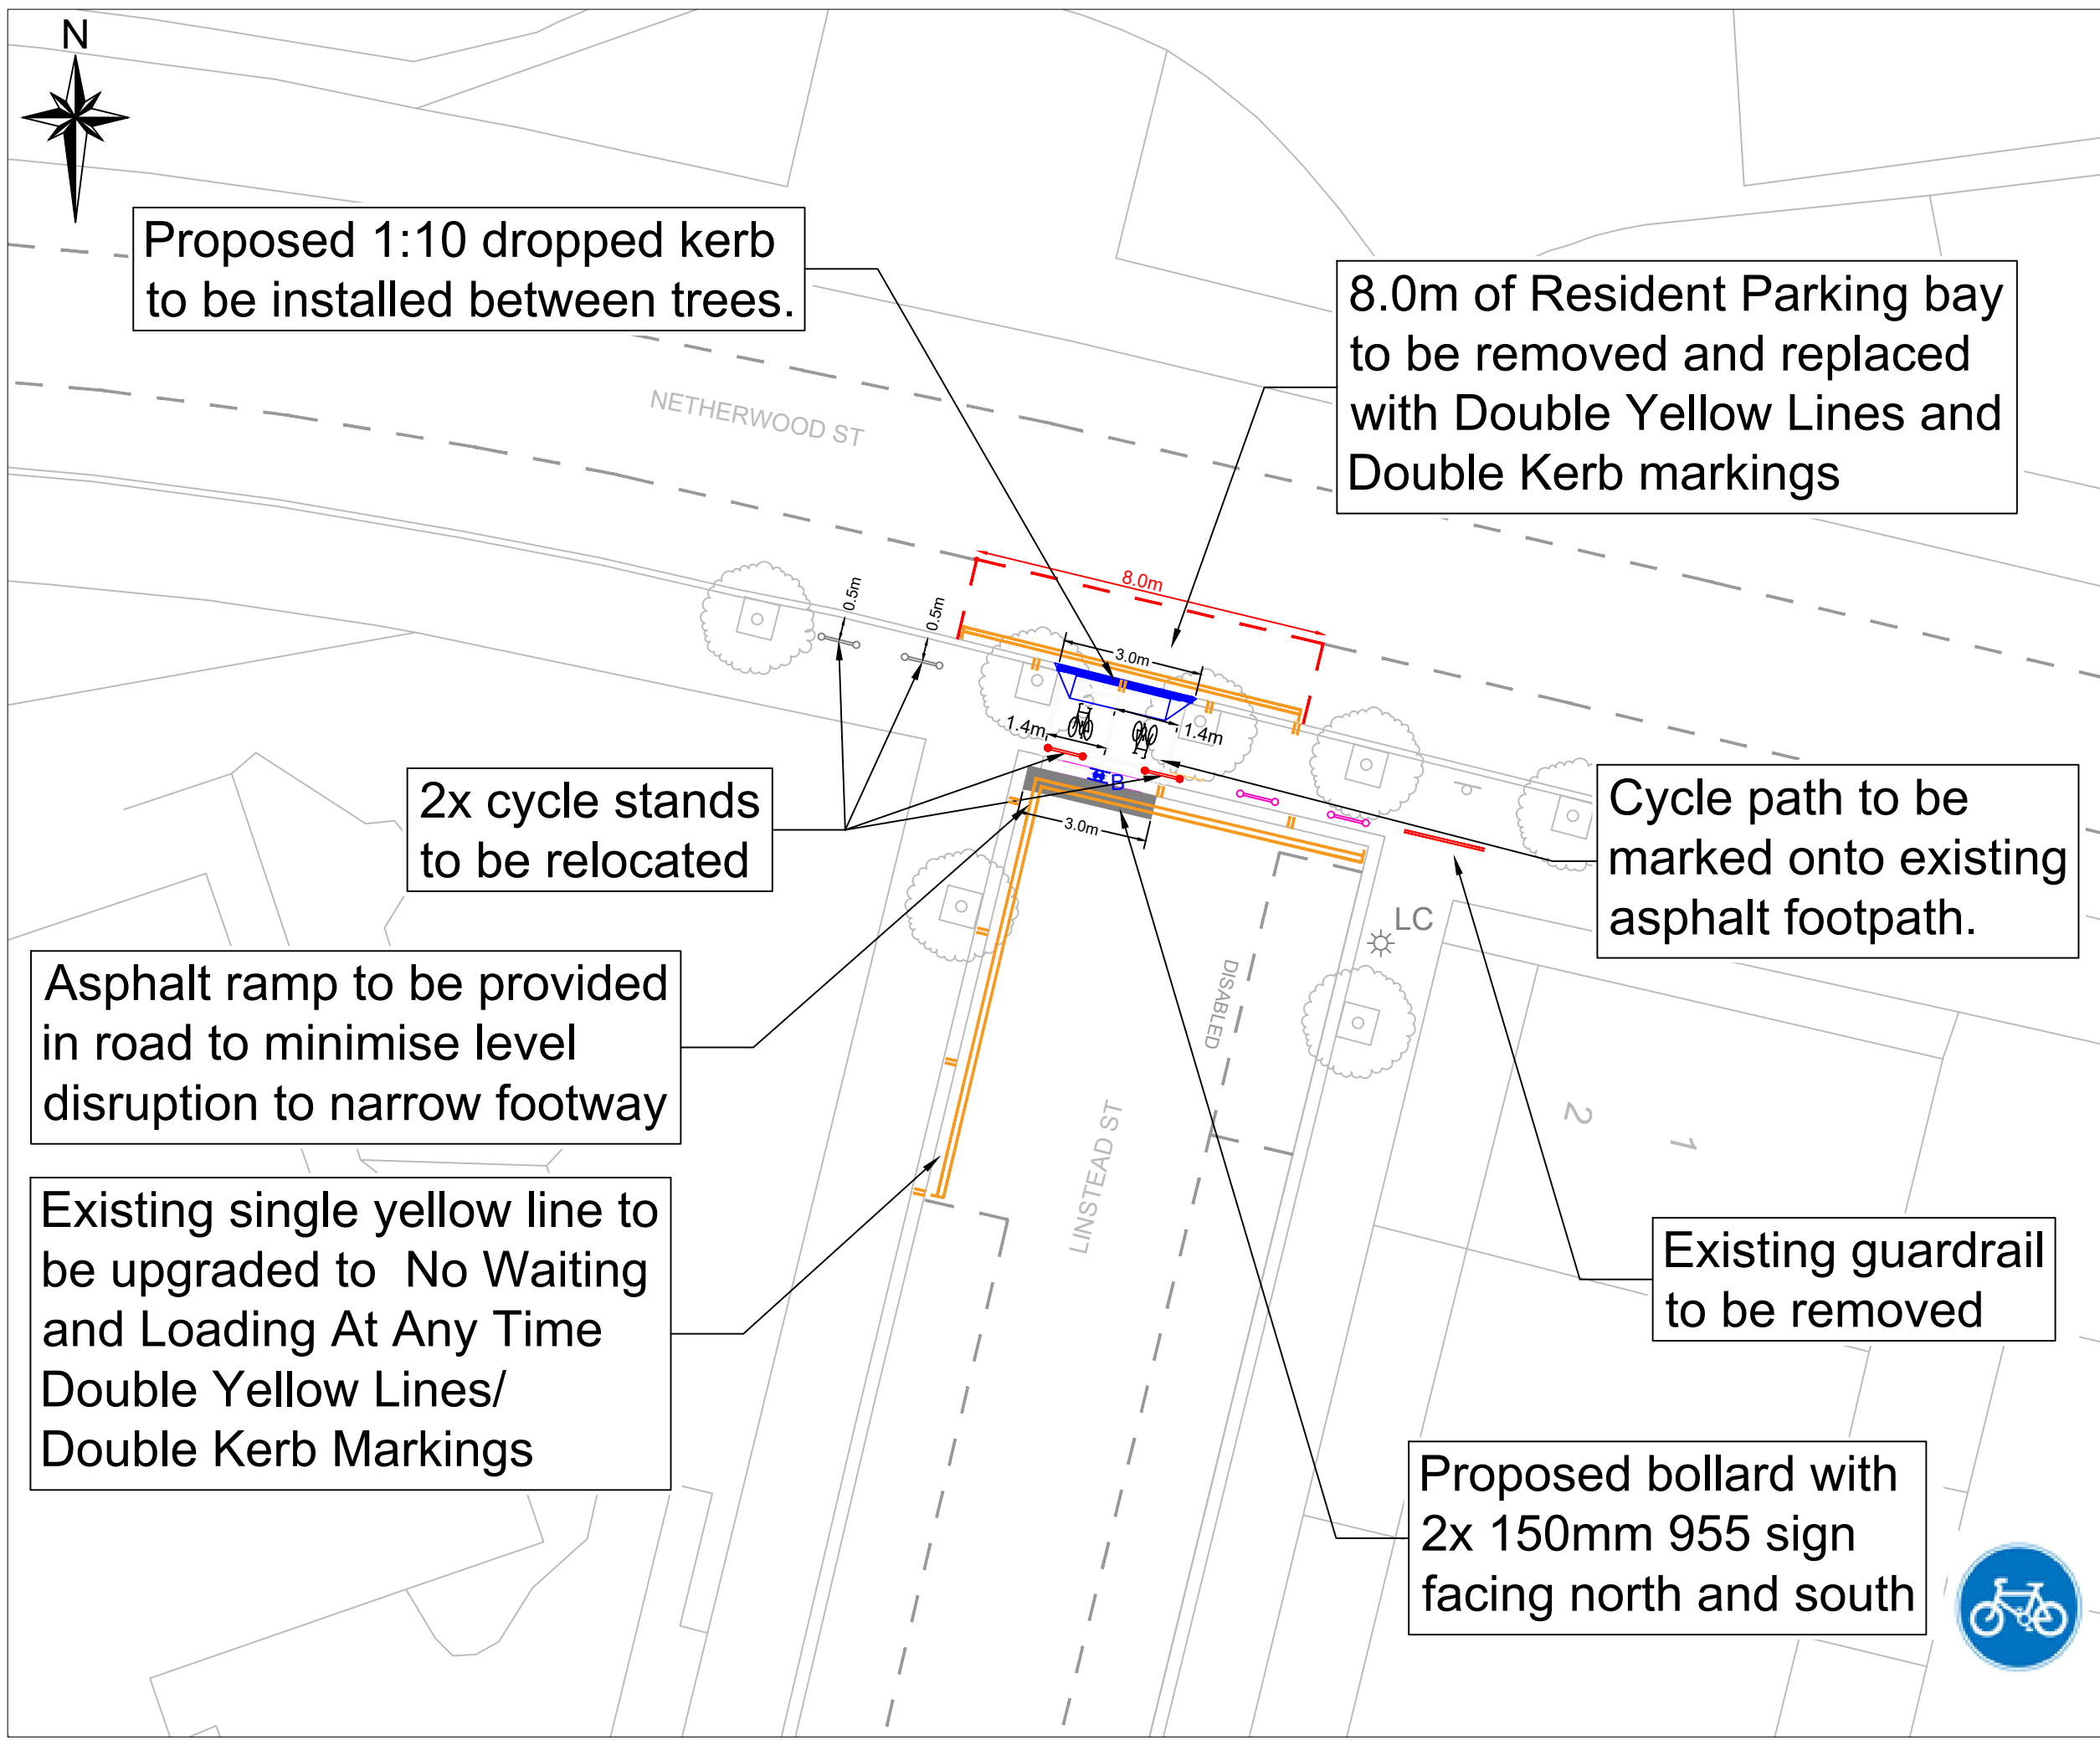 N
Proposed 1:10 dropped kerb
to be installed between trees.
8.0m of Resident Parking bay
to be removed and replaced
with Double Yellow Lines and
Double Kerb markings
NETHERWOOD ST
8.0m
0.5m
0.5m
3.0m
1.4m
1.4m
B
3.0m
2x cycle stands
to be relocated
Cycle path to be
marked onto existing
asphalt footpath.
LC
DISABLED
Asphalt ramp to be provided
in road to minimise level
disruption to narrow footway
LINSTEAD ST
2
1
Existing single yellow line to
be upgraded to  No Waiting
and Loading At Any Time
Double Yellow Lines/
Double Kerb Markings
Existing guardrail
to be removed
Proposed bollard with
2x 150mm 955 sign
facing north and south